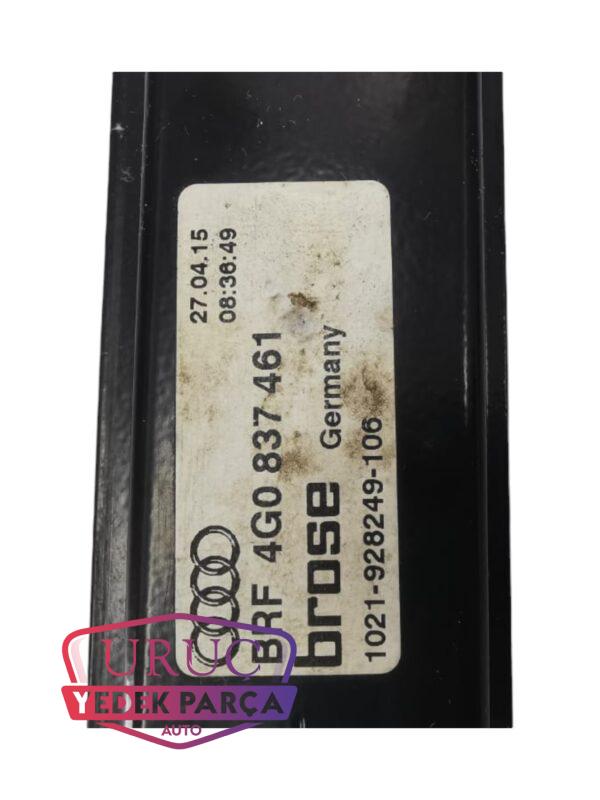 27.04.15
08:36:49
BRF 4G0 837 461
brose Germany
1021-928249-106
URUÇ
YEDEK PARÇA
AUTO